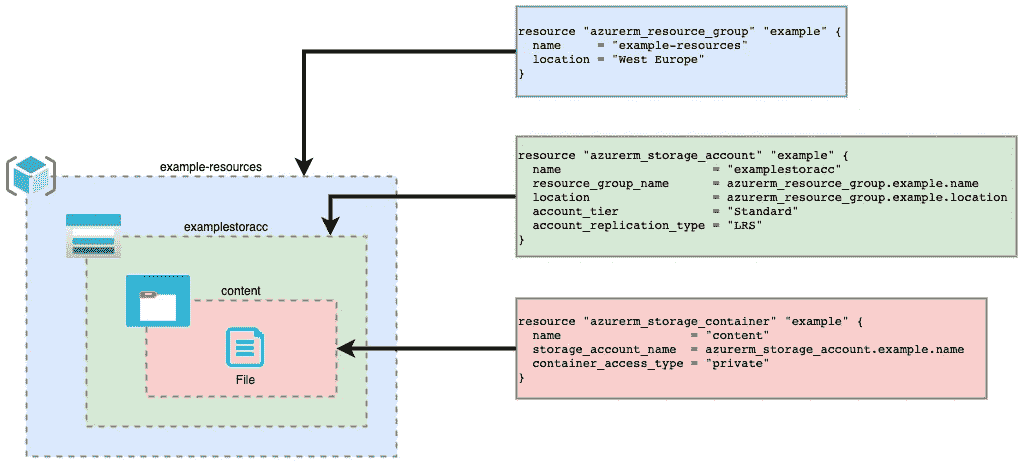 resource "azurerm_resource_group" "example" {
  name     = "example-resources"
  location = "West Europe"
}
example-resources
resource "azurerm_storage_account" "example" {
  name                     = "examplestoracc"
  resource_group_name      = azurerm_resource_group.example.name
  location                 = azurerm_resource_group.example.location
  account_tier             = "Standard"
  account_replication_type = "LRS"
}
examplestoracc
content
resource "azurerm_storage_container" "example" {
  name                  = "content"
  storage_account_name  = azurerm_storage_account.example.name
  container_access_type = "private"
}
File